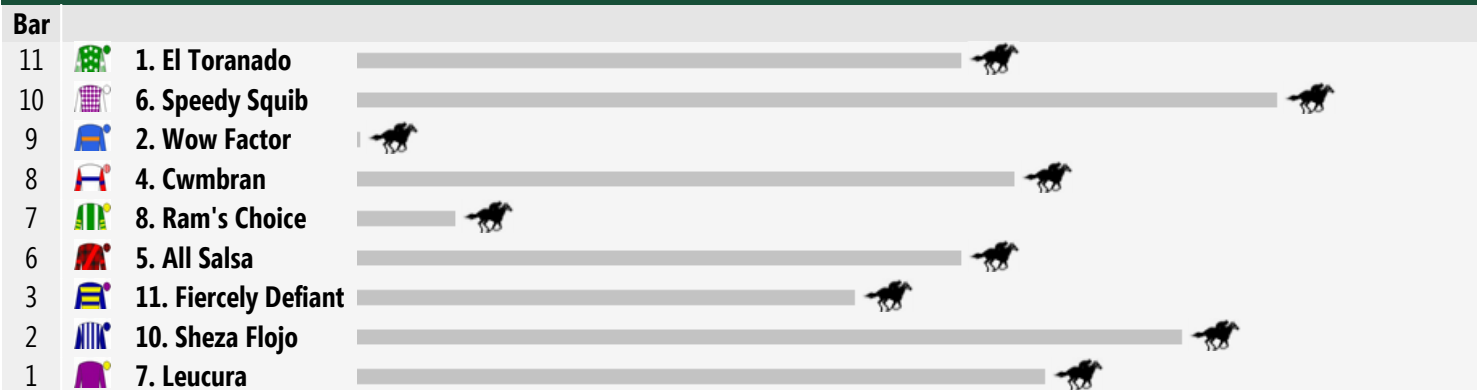 Bar
11 1. El Toranado
10 6. Speedy Squib
9 2. Wow Factor
8 4. Cwmbran
7 8. Ram's Choice
6 5. All Salsa
3 11. Fiercely Defiant
2 10. Sheza Flojo
1 7. Leucura